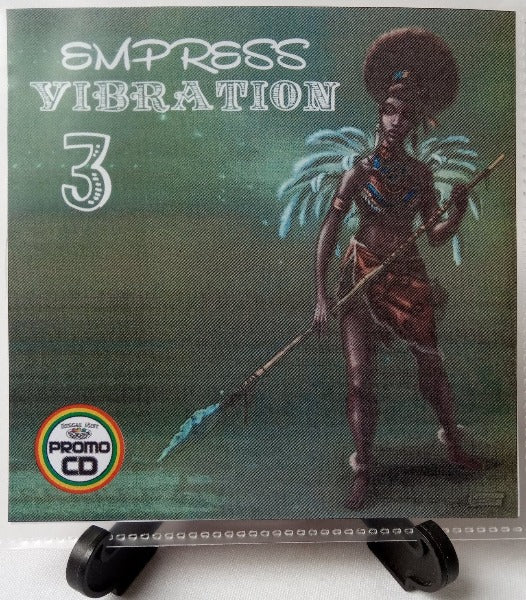 EMPRESS
VIBRATION
3
PROMO
CD